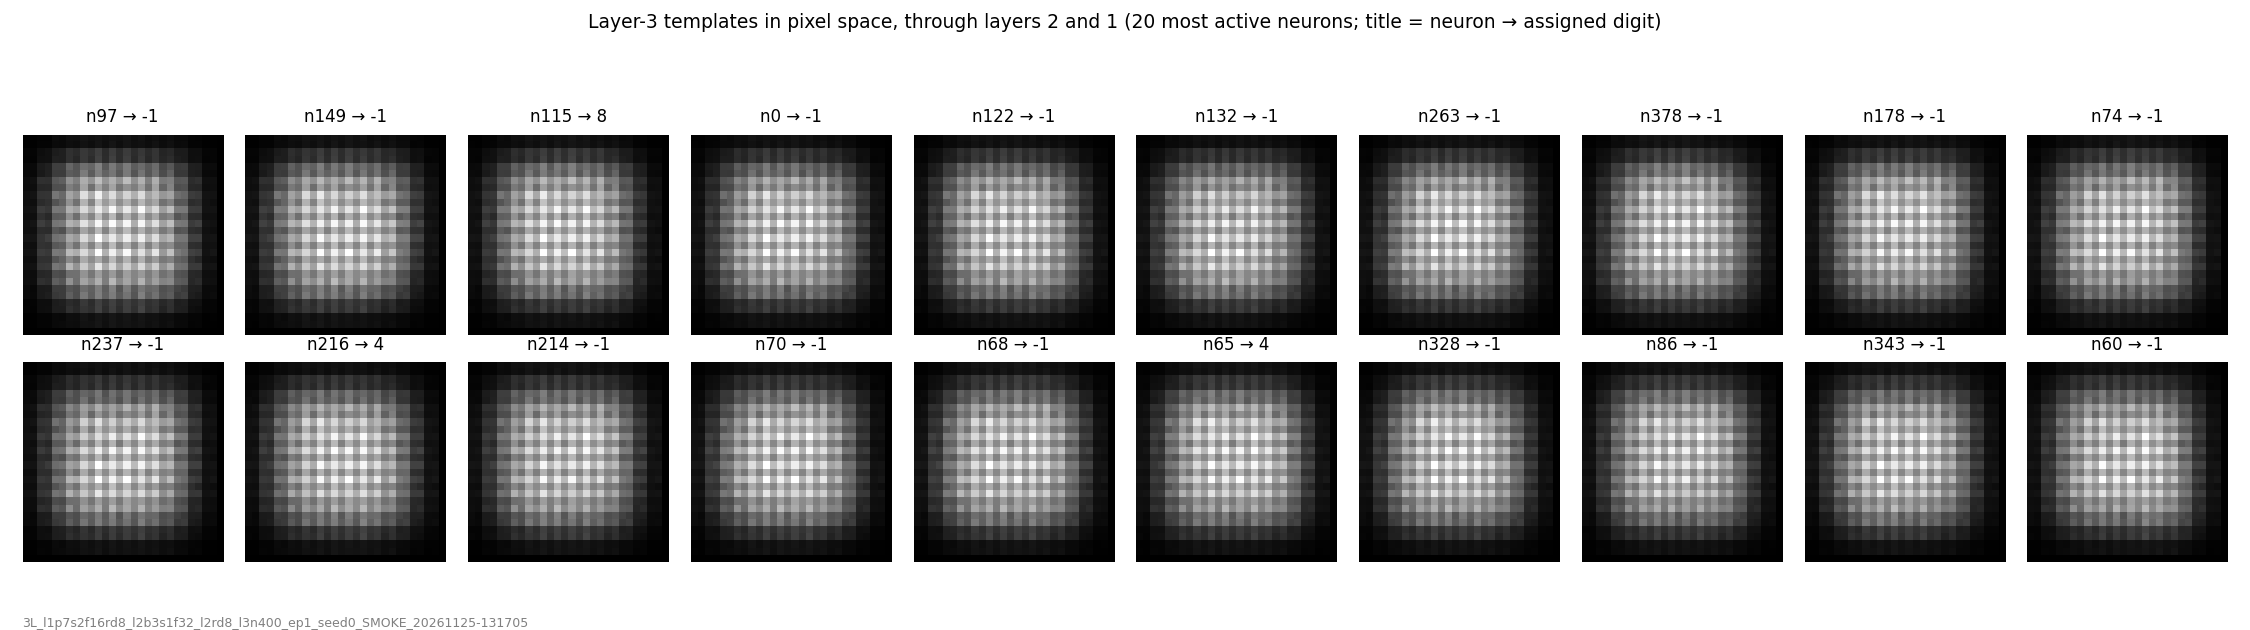 Layer-3 templates in pixel space, through layers 2 and 1 (20 most active neurons; title = neuron → assigned digit)
n97 → -1 n149 → -1 n115 → 8 n0 → -1 n122 → -1 n132 → -1 n263 → -1 n378 → -1 n178 → -1 n74 → -1
n237 → -1 n216 → 4 n214 → -1 n70 → -1 n68 → -1 n65 → 4 n328 → -1 n86 → -1 n343 → -1 n60 → -1
3L_l1p7s2f16rd8_l2b3s1f32_l2rd8_l3n400_ep1_seed0_SMOKE_20261125-131705